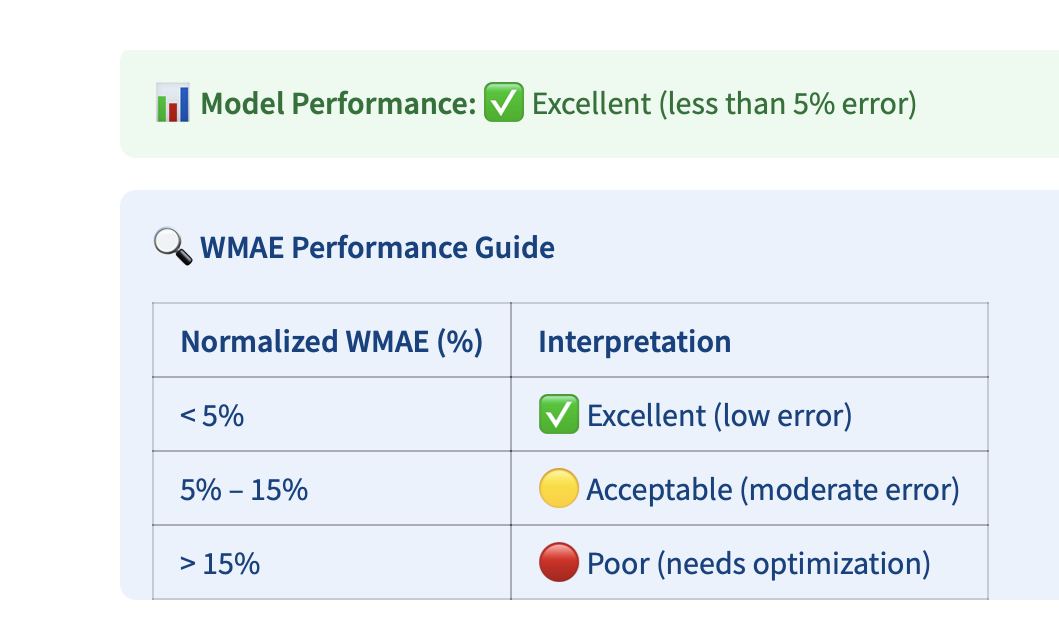 Model Performance: ✅ Excellent (less than 5% error)
WMAE Performance Guide
Normalized WMAE (%) Interpretation
< 5% ✅ Excellent (low error)
5% – 15% 🟡 Acceptable (moderate error)
> 15% 🔴 Poor (needs optimization)